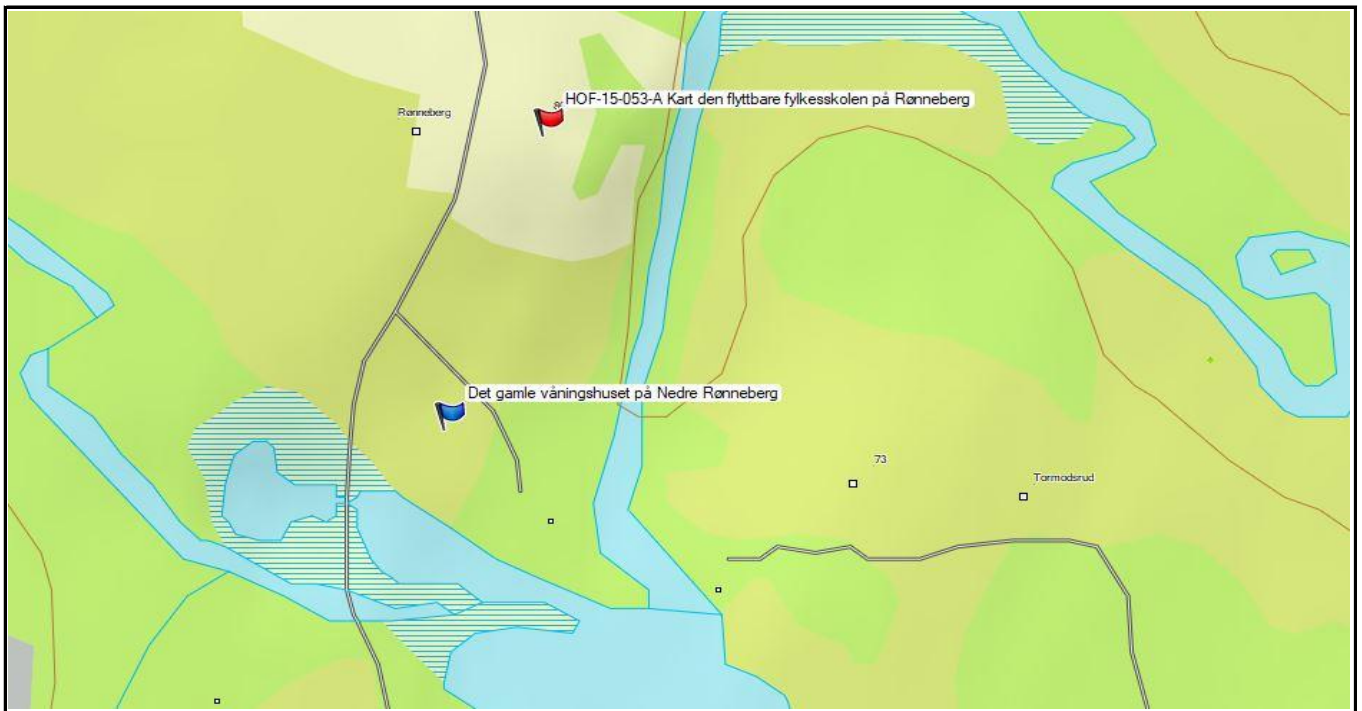 HOF-15-053-A Kart den flyttbare fylkesskolen på Rønneberg
Rønneberg
Det gamle våningshuset på Nedre Rønneberg
73
Tormodsrud